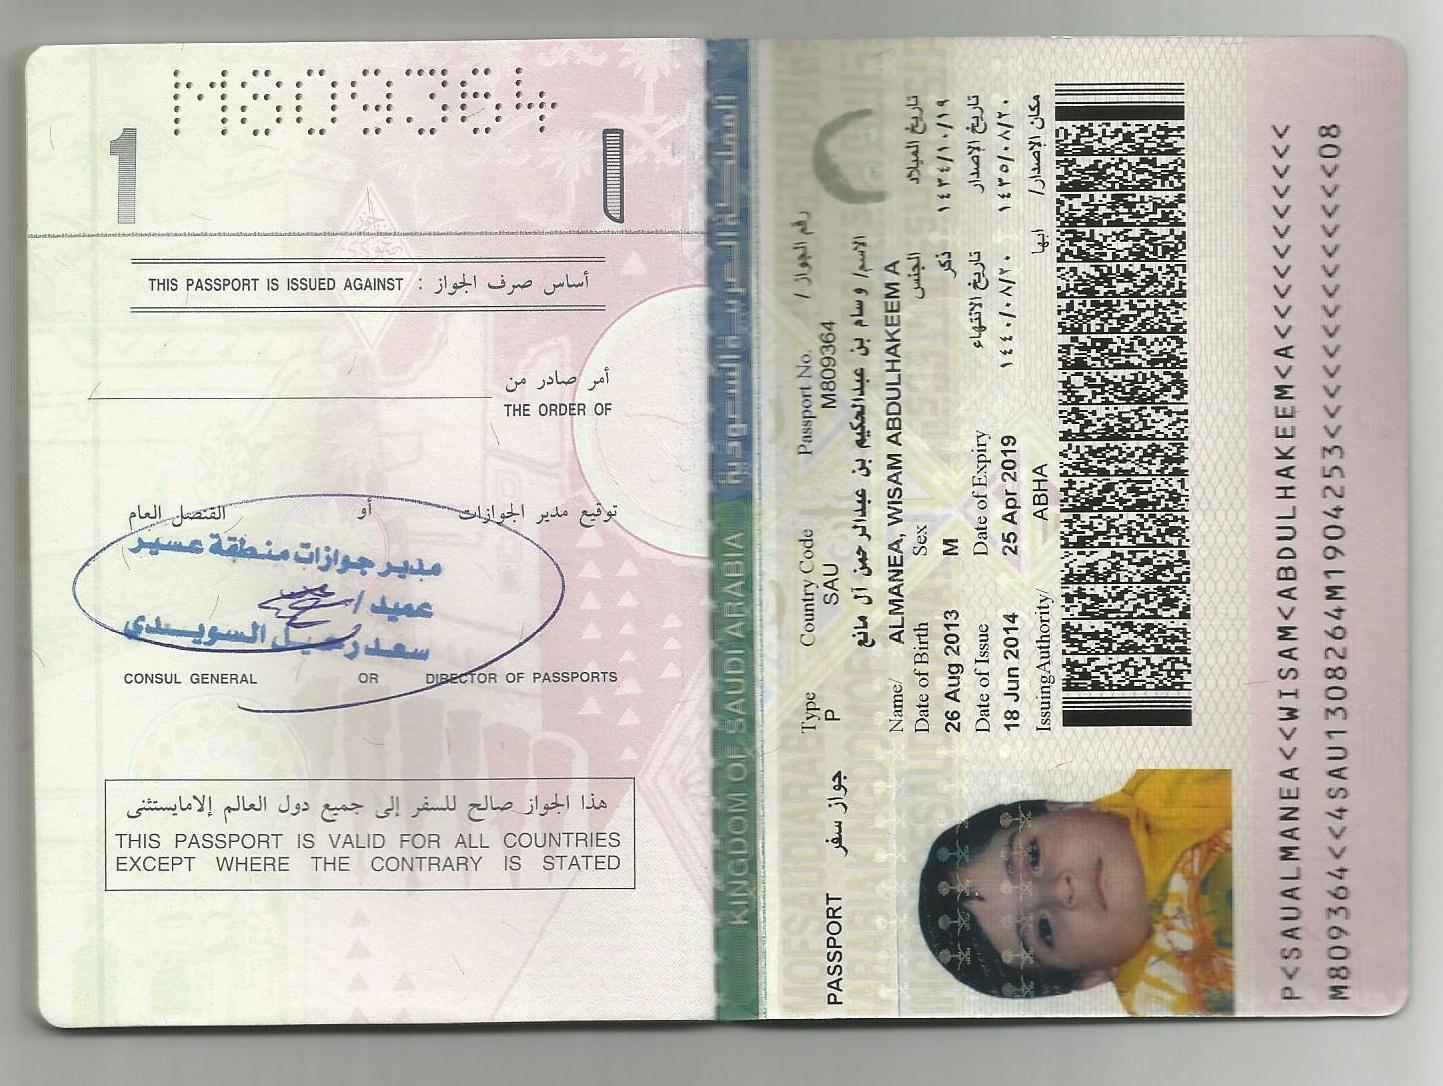 M809364
1 ١
THIS PASSPORT IS ISSUED AGAINST : أساس صرف الجواز
أمر صادر من
THE ORDER OF
توقيع مدير الجوازات أو القنصل العام
مدير جوازات منطقة عسير
عميد /
سعد السويدي
CONSUL GENERAL OR DIRECTOR OF PASSPORTS
هذا الجواز صالح للسفر إلى جميع دول العالم إلا مايستثنى
THIS PASSPORT IS VALID FOR ALL COUNTRIES
EXCEPT WHERE THE CONTRARY IS STATED
KINGDOM OF SAUDI ARABIA المملكة العربية السعودية
PASSPORT جواز سفر
Type Country Code Passport No. / رقم الجواز
P SAU M809364
الاسم/ وسام بن عبدالحكيم بن عبدالرحمن آل مانع
Name/ ALMANEA, WISAM ABDULHAKEEM A
Date of Birth Sex الجنس تاريخ الميلاد
26 Aug 2013 M ذكر ١٤٣٤/١٠/١٩
Date of Issue Date of Expiry تاريخ الانتهاء تاريخ الإصدار
18 Jun 2014 25 Apr 2019 ١٤٤٠/٠٨/٢٠ ١٤٣٥/٠٨/٢٠
IssuingAuthority/ ABHA ابها مكان الإصدار/
P<SAUALMANEA<<WISAM<ABDULHAKEEM<A<<<<<<<<<<<
M809364<<4SAU1308264M1904253<<<<<<<<<<<<<<08